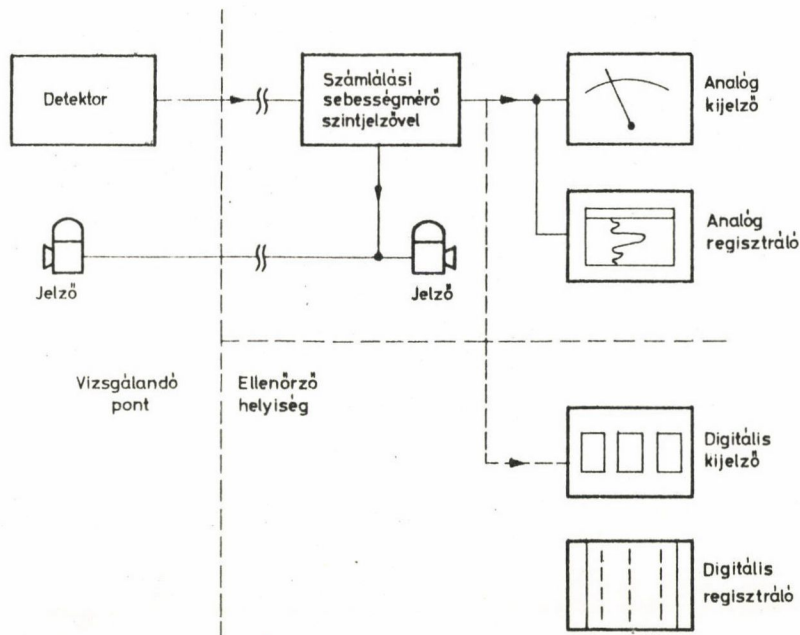 Detektor
Számlálási
sebességmérő
szintjelzővel
Analóg
kijelző
Analóg
regisztráló
Jelző
Jelző
Vizsgálandó
pont
Ellenőrző
helyiség
Digitális
kijelző
Digitális
regisztráló